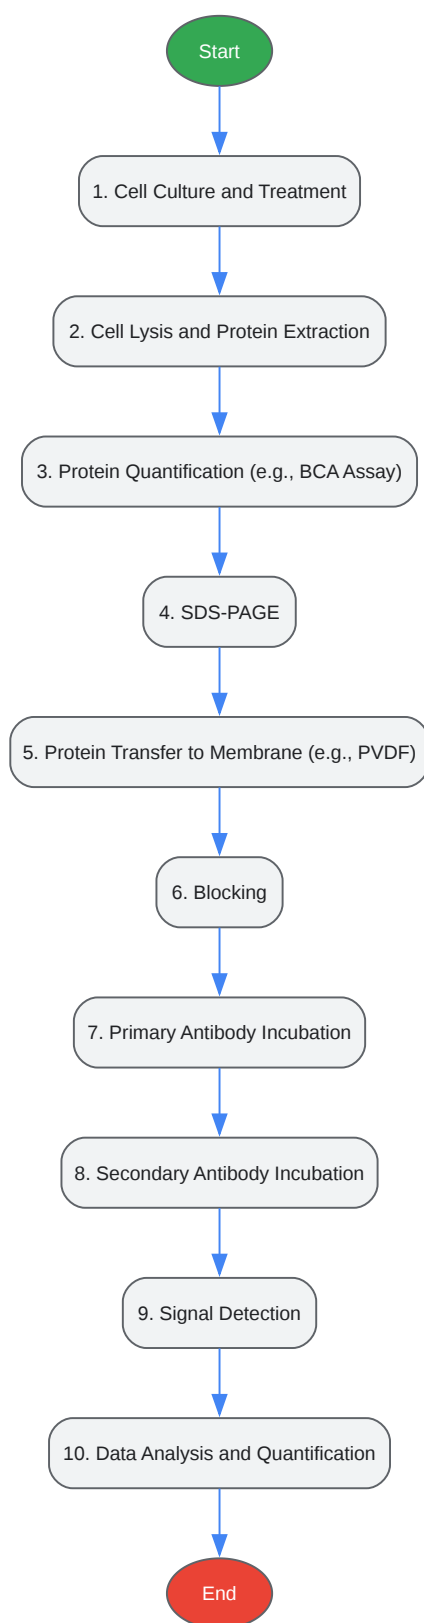 Start
1. Cell Culture and Treatment
2. Cell Lysis and Protein Extraction
3. Protein Quantification (e.g., BCA Assay)
4. SDS-PAGE
5. Protein Transfer to Membrane (e.g., PVDF)
6. Blocking
7. Primary Antibody Incubation
8. Secondary Antibody Incubation
9. Signal Detection
10. Data Analysis and Quantification
End